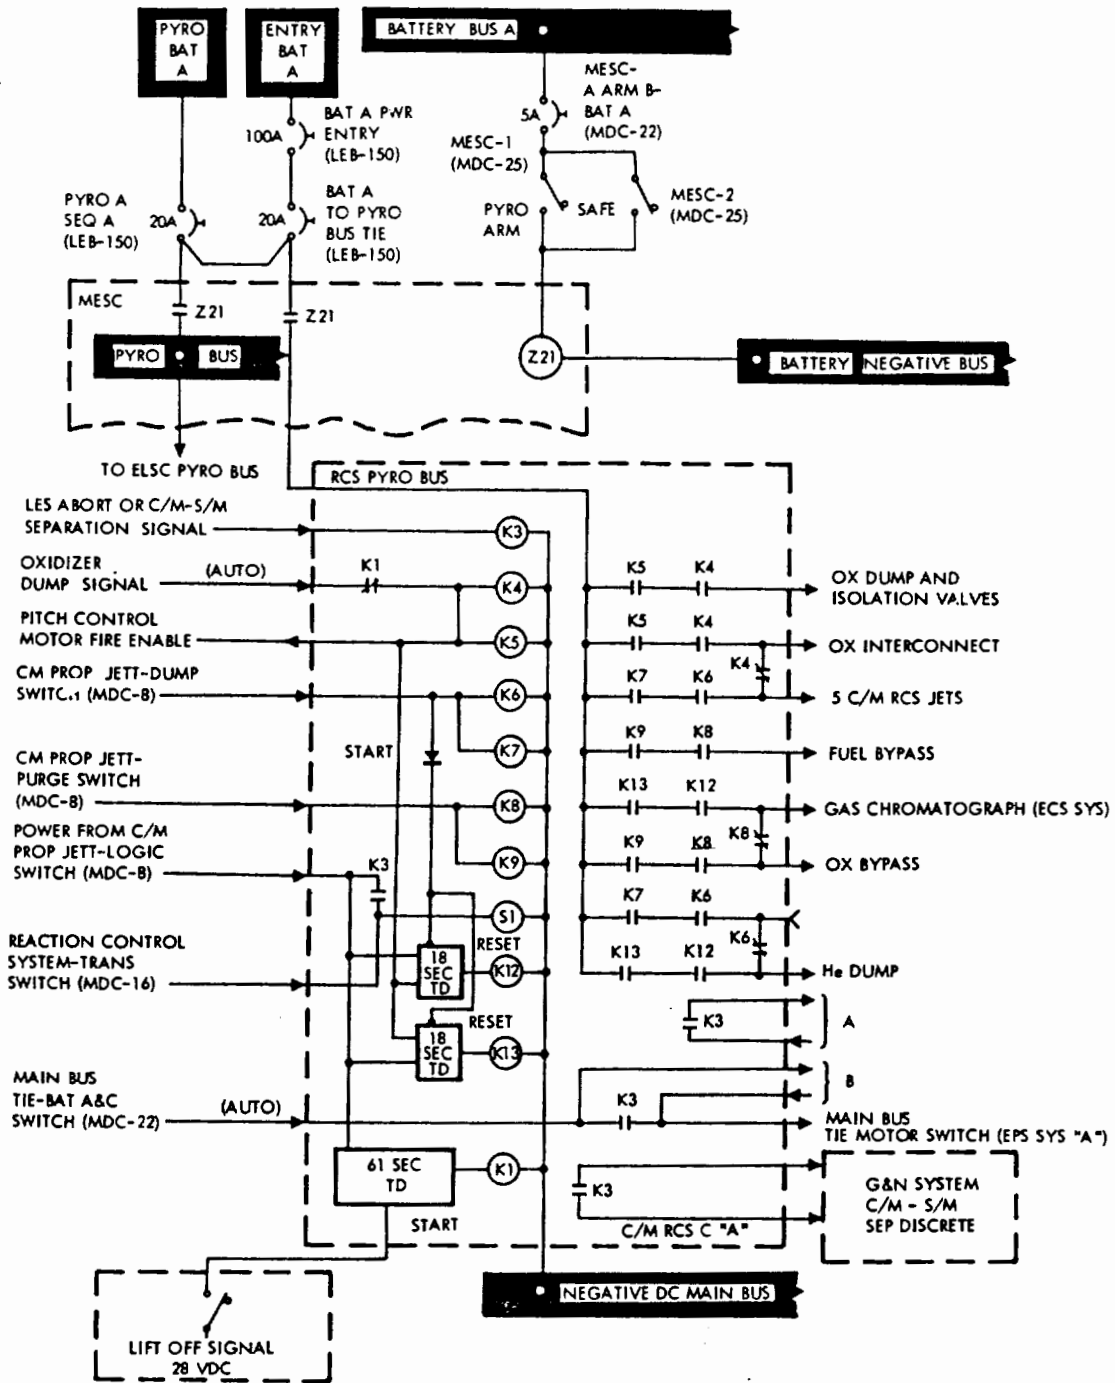 PYRO
BAT
A
ENTRY
BAT
A
BATTERY BUS A
100A
BAT A PWR
ENTRY
(LEB-150)
5A
MESC-
A ARM B-
BAT A
(MDC-22)
MESC-1
(MDC-25)
PYRO
ARM
SAFE
MESC-2
(MDC-25)
PYRO A
SEQ A
(LEB-150)
20A
20A
BAT A
TO PYRO
BUS TIE
(LEB-150)
MESC
Z21
Z21
PYRO BUS
Z21
BATTERY NEGATIVE BUS
TO ELSC PYRO BUS
RCS PYRO BUS
LES ABORT OR C/M-S/M
SEPARATION SIGNAL
K3
OXIDIZER
DUMP SIGNAL
(AUTO)
K1
K4
K5 K4
OX DUMP AND
ISOLATION VALVES
PITCH CONTROL
MOTOR FIRE ENABLE
K5
K5 K4
OX INTERCONNECT
K4
CM PROP JETT-DUMP
SWITCH (MDC-8)
K6
K7 K6
5 C/M RCS JETS
START
K7
K9 K8
FUEL BYPASS
CM PROP JETT-
PURGE SWITCH
(MDC-8)
K8
K13 K12
GAS CHROMATOGRAPH (ECS SYS)
K8
POWER FROM C/M
PROP JETT-LOGIC
SWITCH (MDC-8)
K3
K9
K9 K8
OX BYPASS
S1
K7 K6
K6
REACTION CONTROL
SYSTEM-TRANS
SWITCH (MDC-16)
18
SEC
TD
RESET
K12
K13 K12
He DUMP
18
SEC
TD
RESET
K13
K3
A
B
MAIN BUS
TIE-BAT A&C
SWITCH (MDC-22)
(AUTO)
K3
MAIN BUS
TIE MOTOR SWITCH (EPS SYS "A")
61 SEC
TD
K1
START
K3
C/M RCS C "A"
G&N SYSTEM
C/M - S/M
SEP DISCRETE
NEGATIVE DC MAIN BUS
LIFT OFF SIGNAL
28 VDC